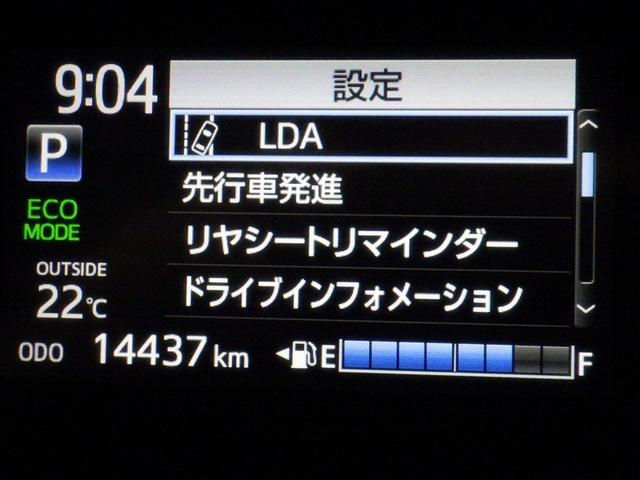 9:04
設定
P
LDA
先行車発進
ECO
MODE
リヤシートリマインダー
OUTSIDE
22℃
ドライブインフォメーション
ODO 14437 km
E F